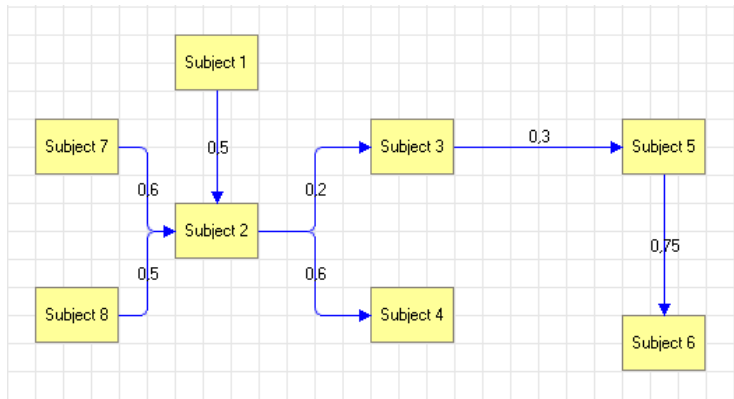 Subject 1
Subject 7
0,5
Subject 3
0,3
Subject 5
0,6
0,2
Subject 2
0,75
0,5
0,6
Subject 8
Subject 4
Subject 6